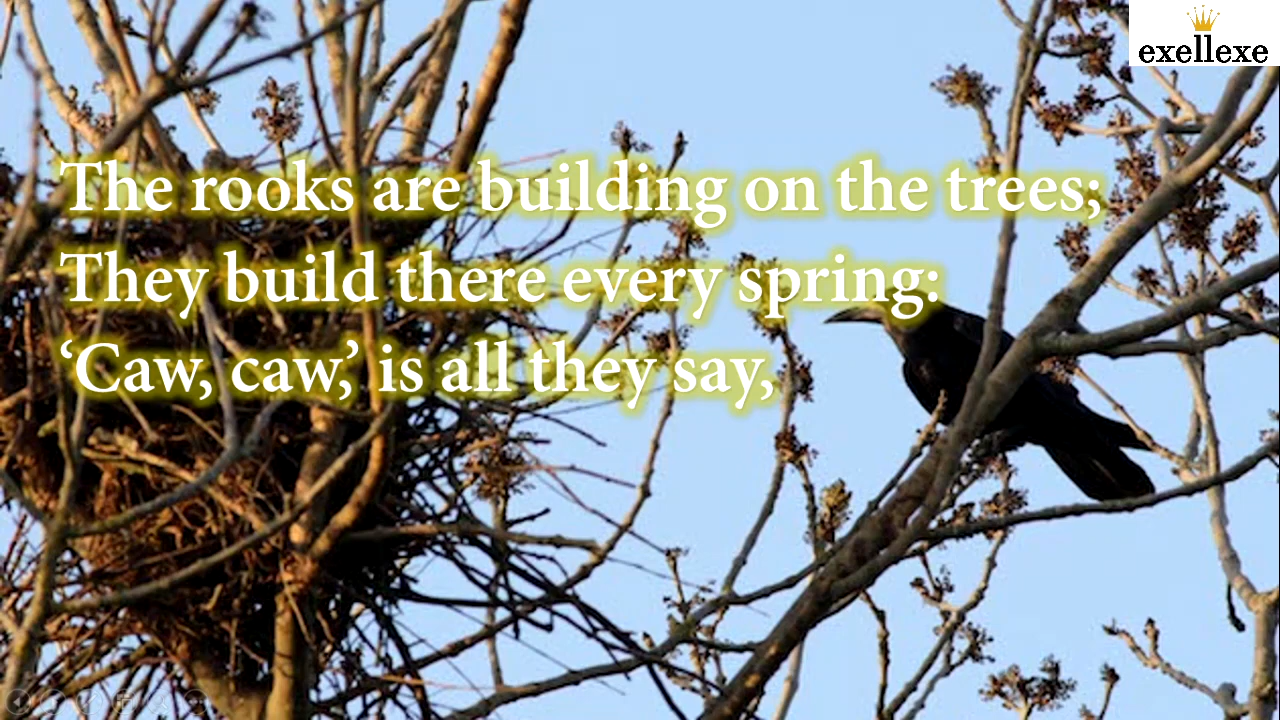 exellexe
The rooks are building on the trees;
They build there every spring:
‘Caw, caw,’ is all they say,